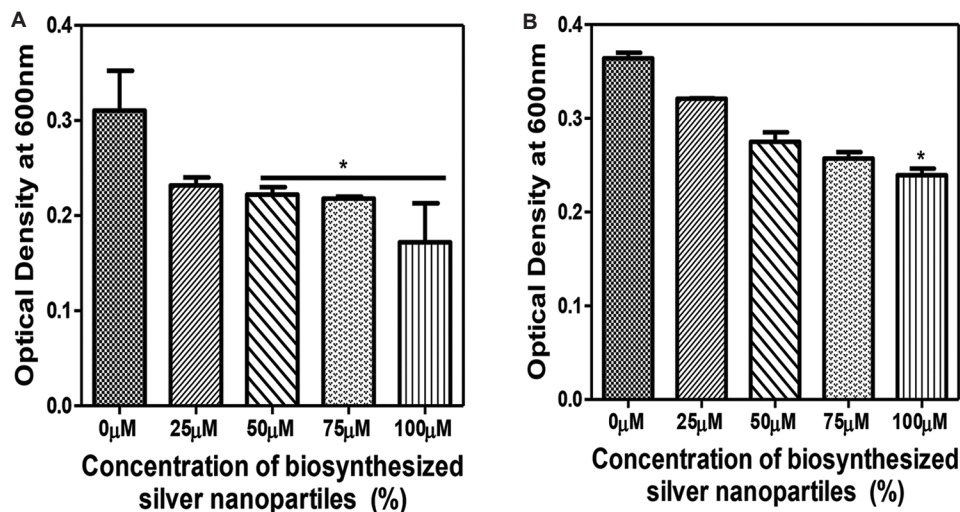 A
Optical Density at 600nm
0.4
0.3
0.2
0.1
0.0
*
0μM
25μM
50μM
75μM
100μM
Concentration of biosynthesized
silver nanopartiles (%)
B
Optical Density at 600nm
0.4
0.3
0.2
0.1
0.0
*
0μM
25μM
50μM
75μM
100μM
Concentration of biosynthesized
silver nanopartiles (%)